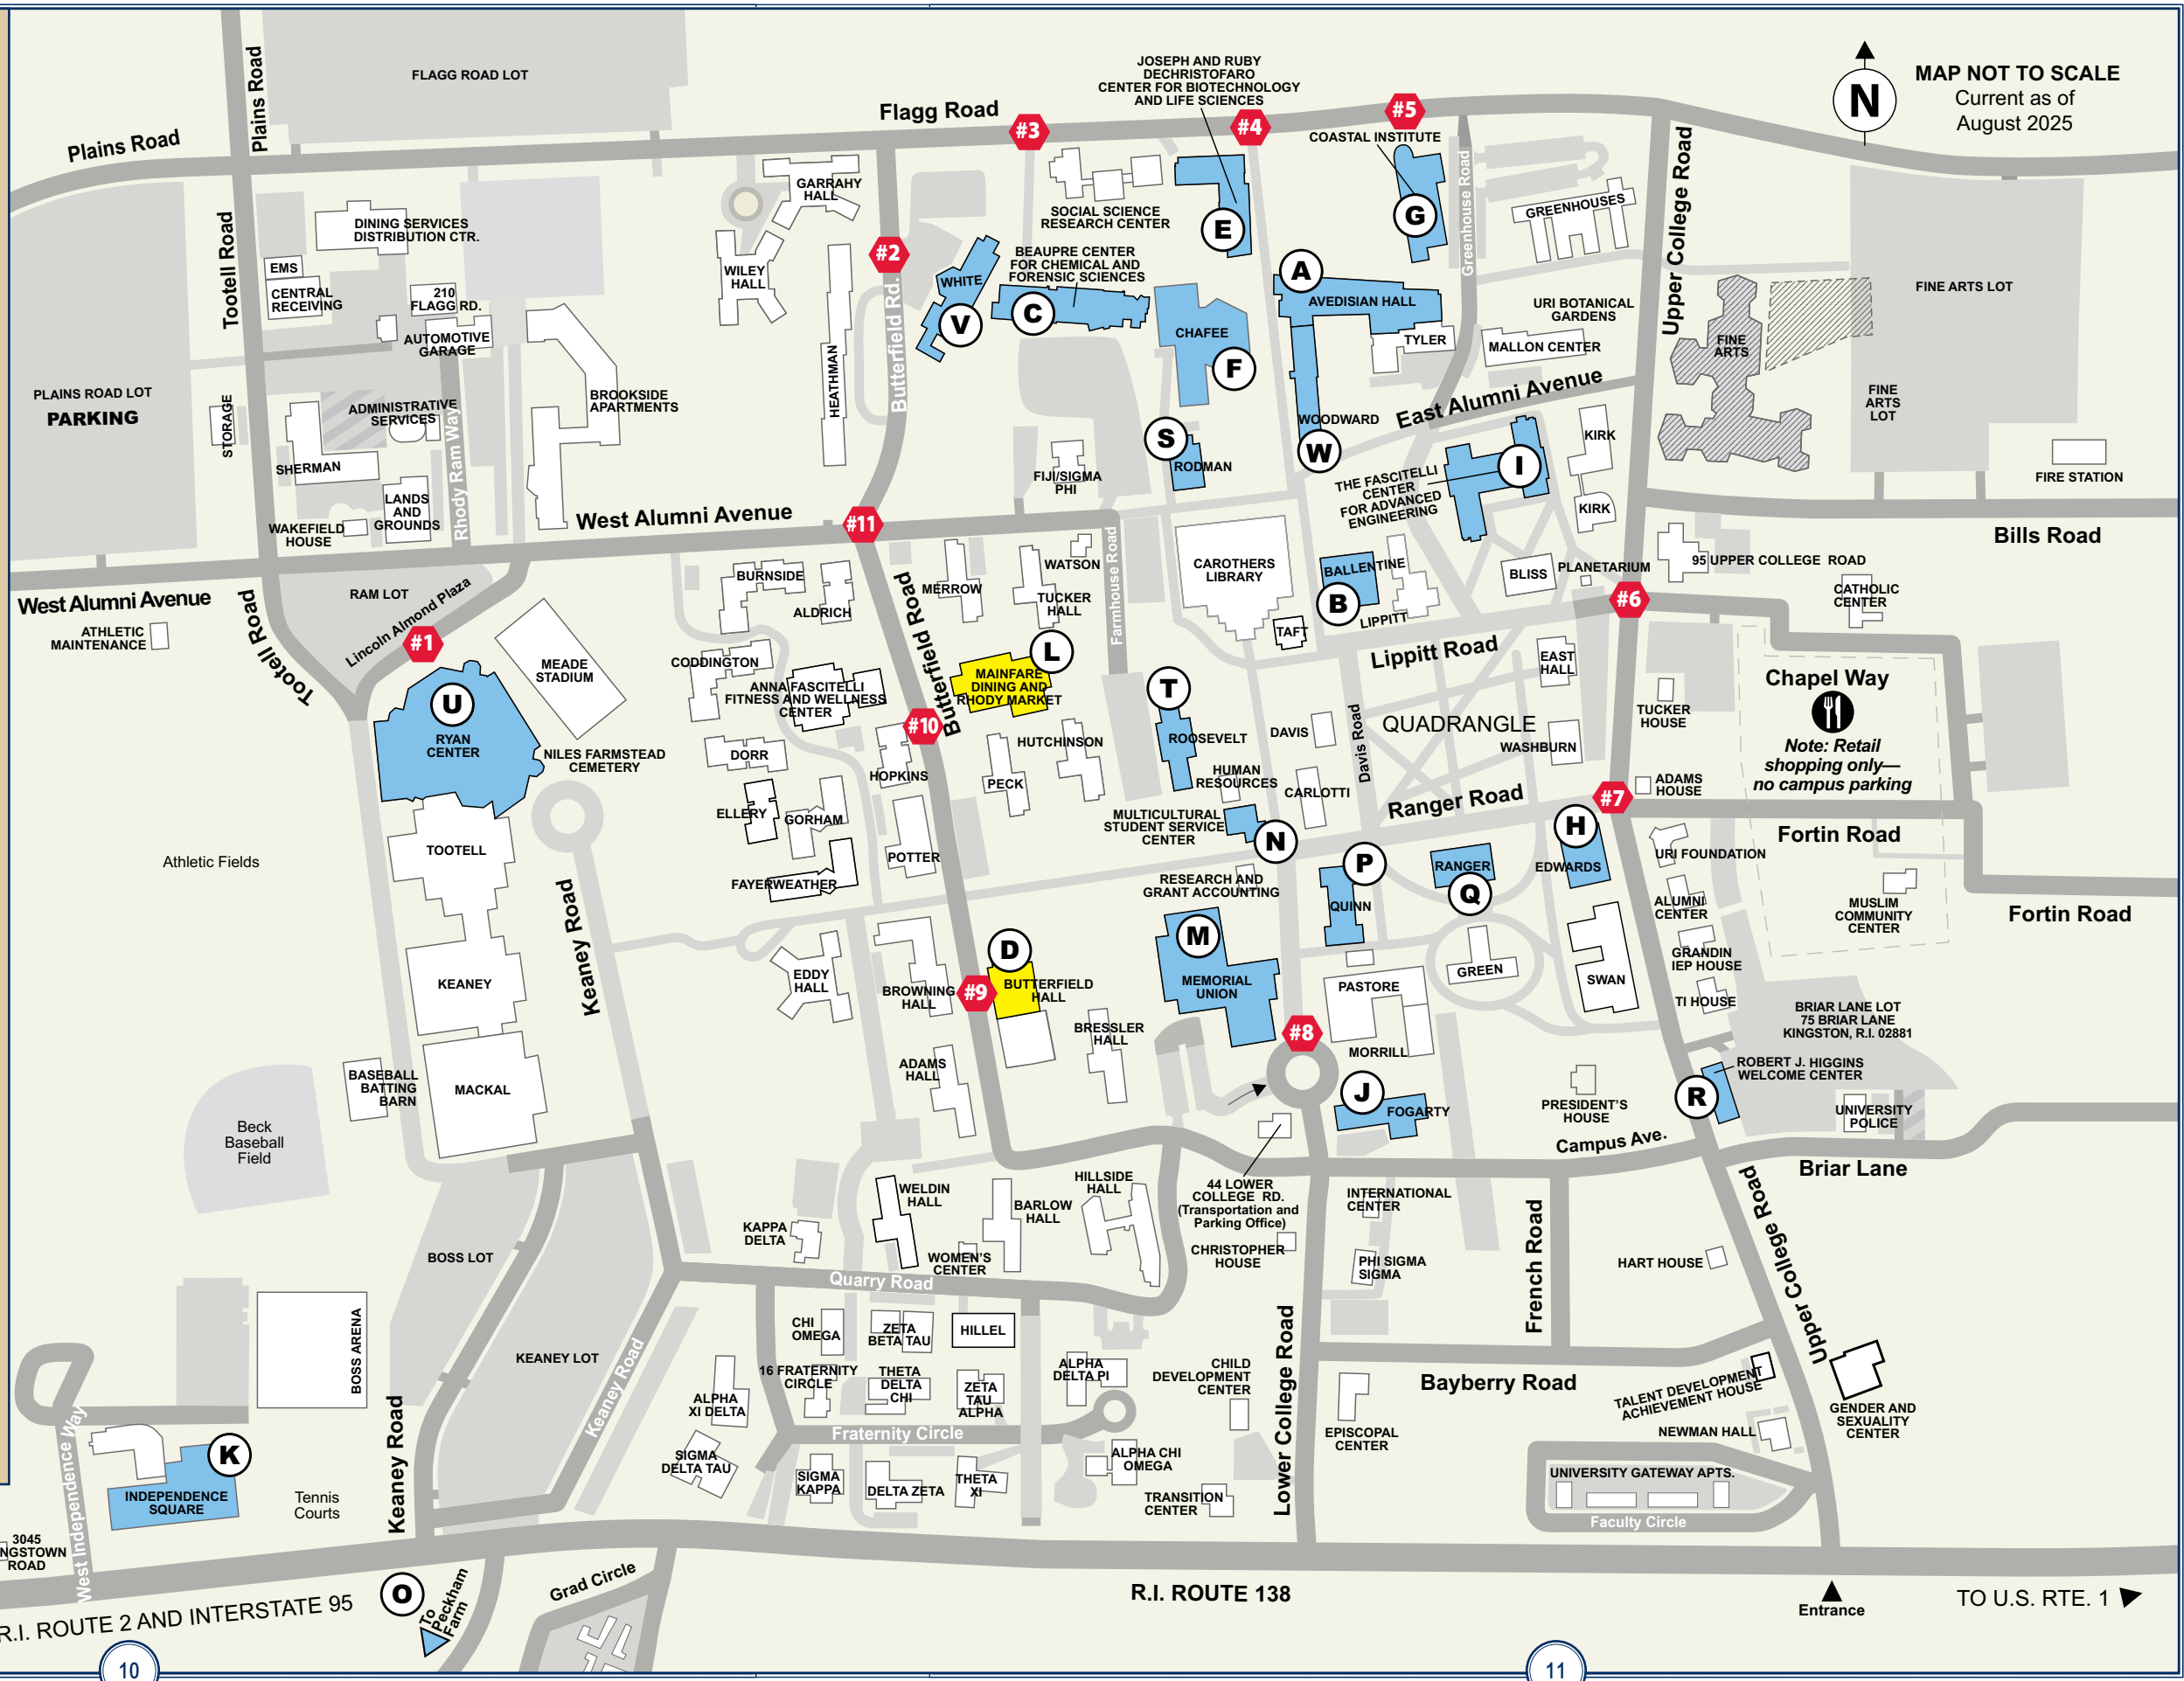 FLAGG ROAD LOT
Plains Road
Plains Road
Flagg Road
#3
#4
#5
JOSEPH AND RUBY
DECHRISTOFARO
CENTER FOR BIOTECHNOLOGY
AND LIFE SCIENCES
COASTAL INSTITUTE
N
MAP NOT TO SCALE
Current as of
August 2025
GARRAHY
HALL
SOCIAL SCIENCE
RESEARCH CENTER
E
G
Greenhouse Road
GREENHOUSES
Upper College Road
DINING SERVICES
DISTRIBUTION CTR.
EMS
CENTRAL
RECEIVING
210
FLAGG RD.
AUTOMOTIVE
GARAGE
Tootell Road
WILEY
HALL
#2
BEAUPRE CENTER
FOR CHEMICAL AND
FORENSIC SCIENCES
WHITE
V
C
A
AVEDISIAN HALL
CHAFEE
F
TYLER
URI BOTANICAL
GARDENS
MALLON CENTER
FINE
ARTS
FINE ARTS LOT
FINE
ARTS
LOT
PLAINS ROAD LOT
PARKING
STORAGE
ADMINISTRATIVE
SERVICES
Rhody Ram Way
BROOKSIDE
APARTMENTS
HEATHMAN
Butterfield Rd.
WOODWARD
W
East Alumni Avenue
KIRK
KIRK
S
RODMAN
SHERMAN
LANDS
AND
GROUNDS
WAKEFIELD
HOUSE
FIJI/SIGMA
PHI
THE FASCITELLI
CENTER
FOR ADVANCED
ENGINEERING
I
FIRE STATION
Bills Road
West Alumni Avenue
#11
West Alumni Avenue
RAM LOT
Lincoln Almond Plaza
#1
ATHLETIC
MAINTENANCE
Tootell Road
MEADE
STADIUM
BURNSIDE
ALDRICH
MERROW
WATSON
TUCKER
HALL
Farmhouse Road
CAROTHERS
LIBRARY
BALLENTINE
B
LIPPITT
TAFT
BLISS
PLANETARIUM
#6
95 UPPER COLLEGE ROAD
CATHOLIC
CENTER
Lippitt Road
EAST
HALL
Chapel Way
Note: Retail
shopping only—
no campus parking
TUCKER
HOUSE
CODDINGTON
ANNA FASCITELLI
FITNESS AND WELLNESS
CENTER
Butterfield Road
L
MAINFARE
DINING AND
RHODY MARKET
#10
T
ROOSEVELT
DAVIS
Davis Road
QUADRANGLE
WASHBURN
U
RYAN
CENTER
NILES FARMSTEAD
CEMETERY
DORR
HOPKINS
HUTCHINSON
PECK
HUMAN
RESOURCES
CARLOTTI
Ranger Road
#7
ADAMS
HOUSE
Fortin Road
ELLERY
GORHAM
MULTICULTURAL
STUDENT SERVICE
CENTER
N
H
EDWARDS
URI FOUNDATION
Athletic Fields
TOOTELL
POTTER
FAYERWEATHER
RESEARCH AND
GRANT ACCOUNTING
P
QUINN
RANGER
Q
ALUMNI
CENTER
MUSLIM
COMMUNITY
CENTER
Fortin Road
Keaney Road
KEANEY
EDDY
HALL
BROWNING
HALL
#9
D
BUTTERFIELD
HALL
M
MEMORIAL
UNION
GREEN
PASTORE
SWAN
GRANDIN
IEP HOUSE
TI HOUSE
BRIAR LANE LOT
75 BRIAR LANE
KINGSTON, R.I. 02881
#8
MORRILL
BRESSLER
HALL
ADAMS
HALL
BASEBALL
BATTING
BARN
MACKAL
J
FOGARTY
PRESIDENT'S
HOUSE
R
ROBERT J. HIGGINS
WELCOME CENTER
UNIVERSITY
POLICE
Beck
Baseball
Field
Campus Ave.
Briar Lane
WELDIN
HALL
BARLOW
HALL
HILLSIDE
HALL
44 LOWER
COLLEGE RD.
(Transportation and
Parking Office)
INTERNATIONAL
CENTER
KAPPA
DELTA
WOMEN'S
CENTER
CHRISTOPHER
HOUSE
PHI SIGMA
SIGMA
French Road
HART HOUSE
Upper College Road
BOSS LOT
Quarry Road
BOSS ARENA
KEANEY LOT
Keaney Road
CHI
OMEGA
ZETA
BETA TAU
HILLEL
16 FRATERNITY
CIRCLE
THETA
DELTA
CHI
ZETA
TAU
ALPHA
ALPHA
DELTA PI
CHILD
DEVELOPMENT
CENTER
Lower College Road
Bayberry Road
TALENT DEVELOPMENT
ACHIEVEMENT HOUSE
GENDER AND
SEXUALITY
CENTER
ALPHA
XI DELTA
Fraternity Circle
EPISCOPAL
CENTER
NEWMAN HALL
SIGMA
DELTA TAU
SIGMA
KAPPA
DELTA ZETA
THETA
XI
ALPHA CHI
OMEGA
TRANSITION
CENTER
UNIVERSITY GATEWAY APTS.
Faculty Circle
K
INDEPENDENCE
SQUARE
West Independence Way
Tennis
Courts
Keaney Road
3045
NGSTOWN
ROAD
O
To
Peckham
Farm
Grad Circle
R.I. ROUTE 2 AND INTERSTATE 95
R.I. ROUTE 138
Entrance
TO U.S. RTE. 1
10
11